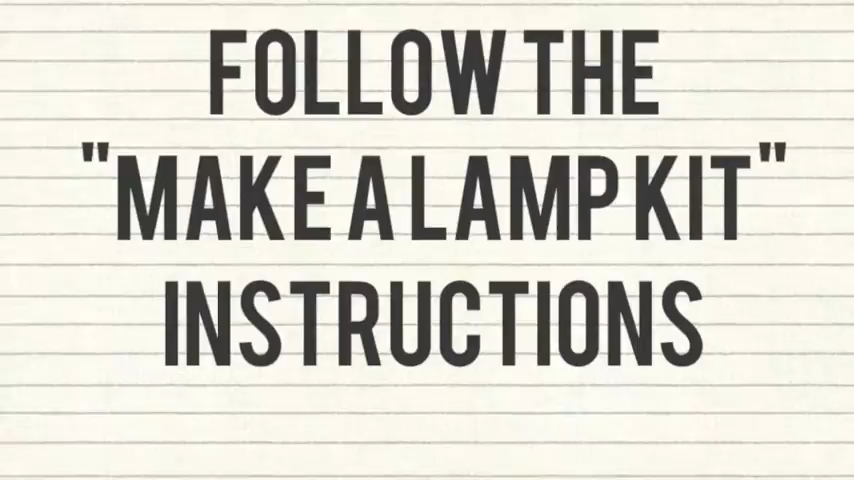 FOLLOW THE
"MAKE A LAMP KIT"
INSTRUCTIONS